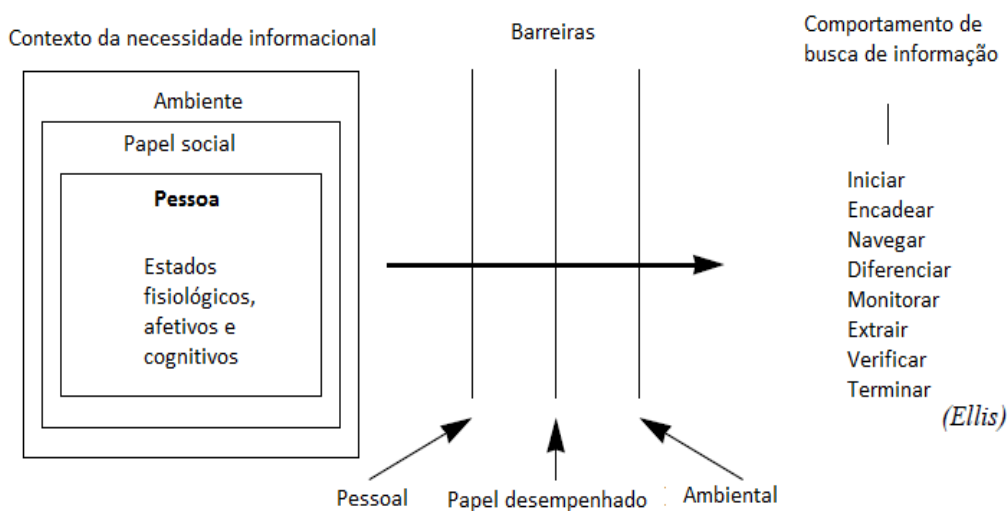 Contexto da necessidade informacional
Barreiras
Comportamento de
busca de informação
Ambiente
Papel social
Pessoa
Estados
fisiológicos,
afetivos e
cognitivos
Iniciar
Encadear
Navegar
Diferenciar
Monitorar
Extrair
Verificar
Terminar
(Ellis)
Pessoal
Papel desempenhado
Ambiental